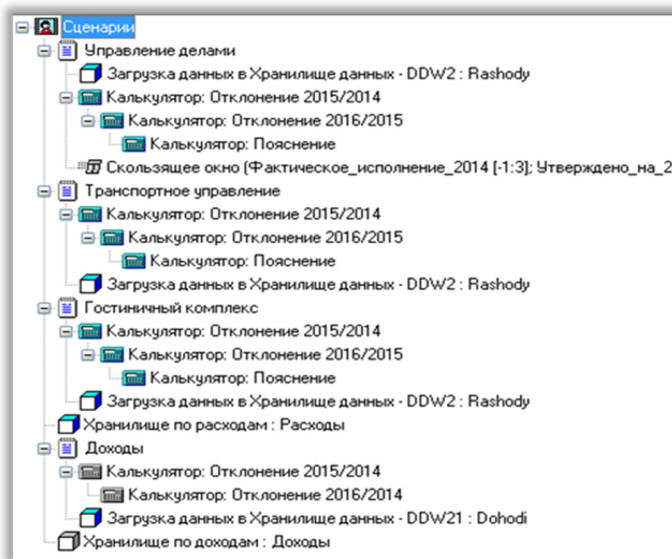 Сценарии
Управление делами
Загрузка данных в Хранилище данных - DDW2 : Rashody
Калькулятор: Отклонение 2015/2014
Калькулятор: Отклонение 2016/2015
Калькулятор: Пояснение
Скользящее окно (Фактическое_исполнение_2014 [-1:3]; Утверждено_на_2
Транспортное управление
Калькулятор: Отклонение 2015/2014
Калькулятор: Отклонение 2016/2015
Калькулятор: Пояснение
Загрузка данных в Хранилище данных - DDW2 : Rashody
Гостиничный комплекс
Калькулятор: Отклонение 2015/2014
Калькулятор: Отклонение 2016/2015
Калькулятор: Пояснение
Загрузка данных в Хранилище данных - DDW2 : Rashody
Хранилище по расходам : Расходы
Доходы
Калькулятор: Отклонение 2015/2014
Калькулятор: Отклонение 2016/2014
Загрузка данных в Хранилище данных - DDW21 : Dohodi
Хранилище по доходам : Доходы